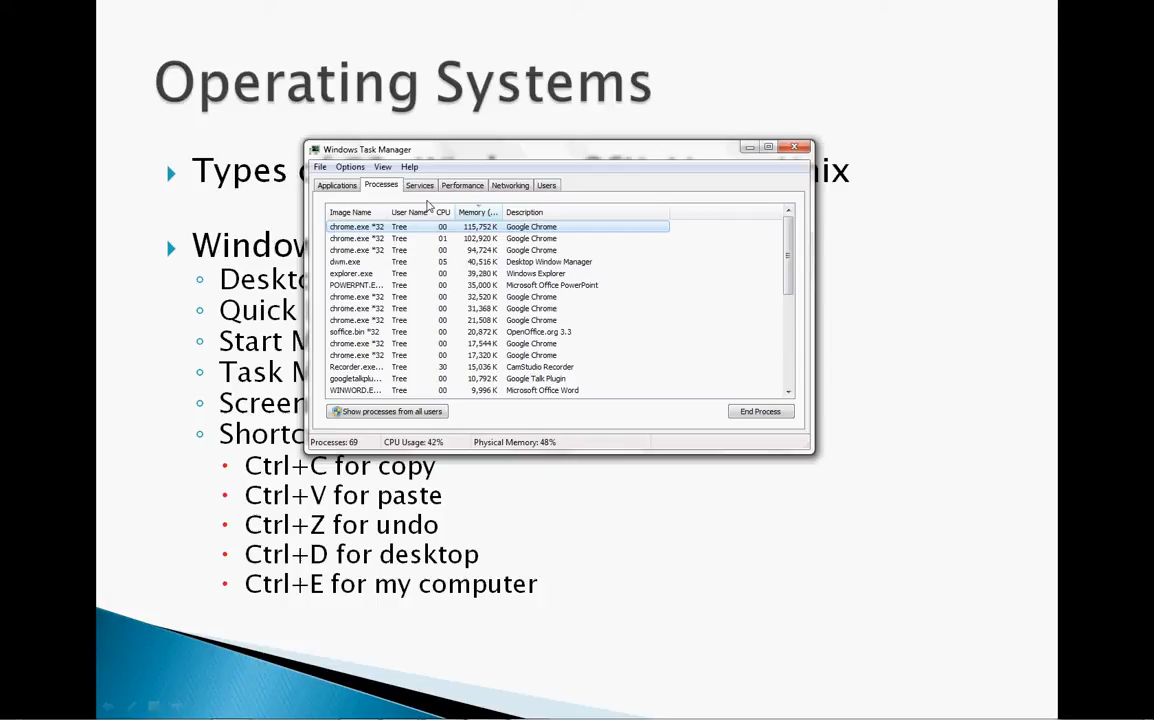 Operating Systems
Windows Task Manager
File Options View Help
Types nix
Applications Processes Services Performance Networking Users
Image Name User Name CPU Memory (... Description
chrome.exe *32 Tree 00 115,752 K Google Chrome
chrome.exe *32 Tree 01 102,920 K Google Chrome
chrome.exe *32 Tree 00 94,724 K Google Chrome
Windo
dwm.exe Tree 05 40,516 K Desktop Window Manager
explorer.exe Tree 00 39,280 K Windows Explorer
Deskto
POWERPNT.E... Tree 00 35,000 K Microsoft Office PowerPoint
chrome.exe *32 Tree 00 32,520 K Google Chrome
Quick
chrome.exe *32 Tree 00 31,368 K Google Chrome
chrome.exe *32 Tree 00 21,508 K Google Chrome
soffice.bin *32 Tree 00 20,872 K OpenOffice.org 3.3
Start M
chrome.exe *32 Tree 00 17,544 K Google Chrome
chrome.exe *32 Tree 00 17,320 K Google Chrome
Task M
Recorder.exe... Tree 30 15,036 K CamStudio Recorder
googletalkplu... Tree 00 10,792 K Google Talk Plugin
WINWORD.E... Tree 00 9,996 K Microsoft Office Word
Screen
Show processes from all users End Process
Shortc
Processes: 69 CPU Usage: 42% Physical Memory: 48%
Ctrl+C for copy
Ctrl+V for paste
Ctrl+Z for undo
Ctrl+D for desktop
Ctrl+E for my computer